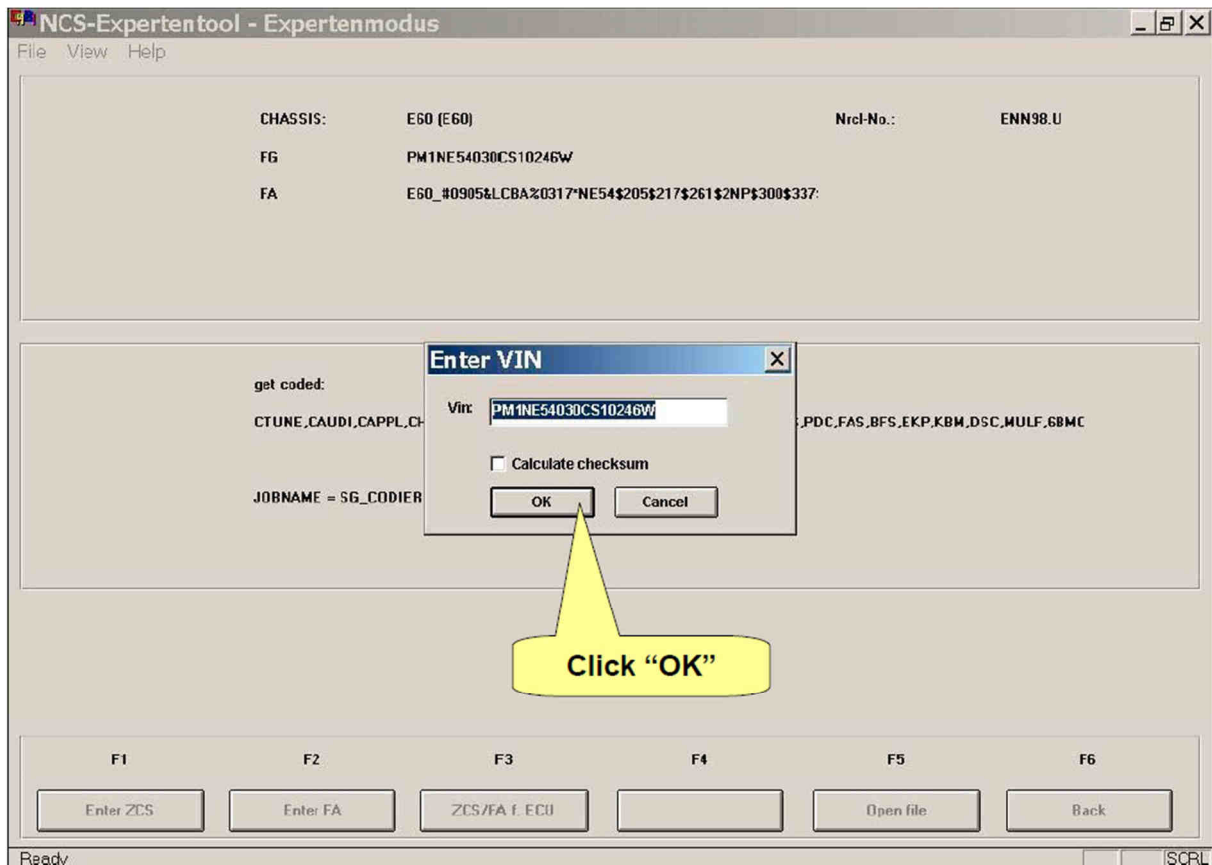 NCS-Expertentool - Expertenmodus
File View Help
CHASSIS: E60 (E60) Nrcl-No.: ENN98.U
FG PM1NE54030CS10246W
FA E60_#0905&LCBA%0317*NE54$205$217$261$2NP$300$337:
Enter VIN
get coded:
Vin: PM1NE54030CS10246W
CTUNE,CAUDI,CAPPL,CH ,PDC,FAS,BFS,EKP,KBM,DSC,MULF,GBMC
Calculate checksum
JOBNAME = SG_CODIER
OK Cancel
Click “OK”
F1 F2 F3 F4 F5 F6
Enter ZCS Enter FA ZCS/FA f. ECU Open file Back
Ready SCRL